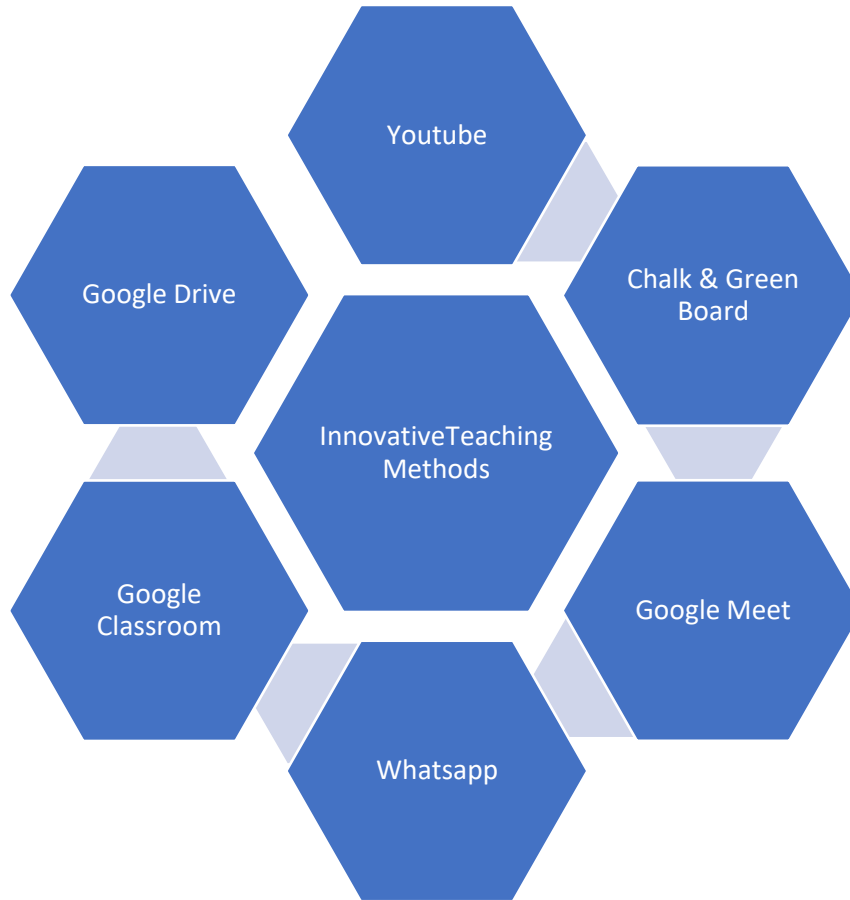 Youtube
Google Drive
Chalk & Green
Board
InnovativeTeaching
Methods
Google
Classroom
Google Meet
Whatsapp